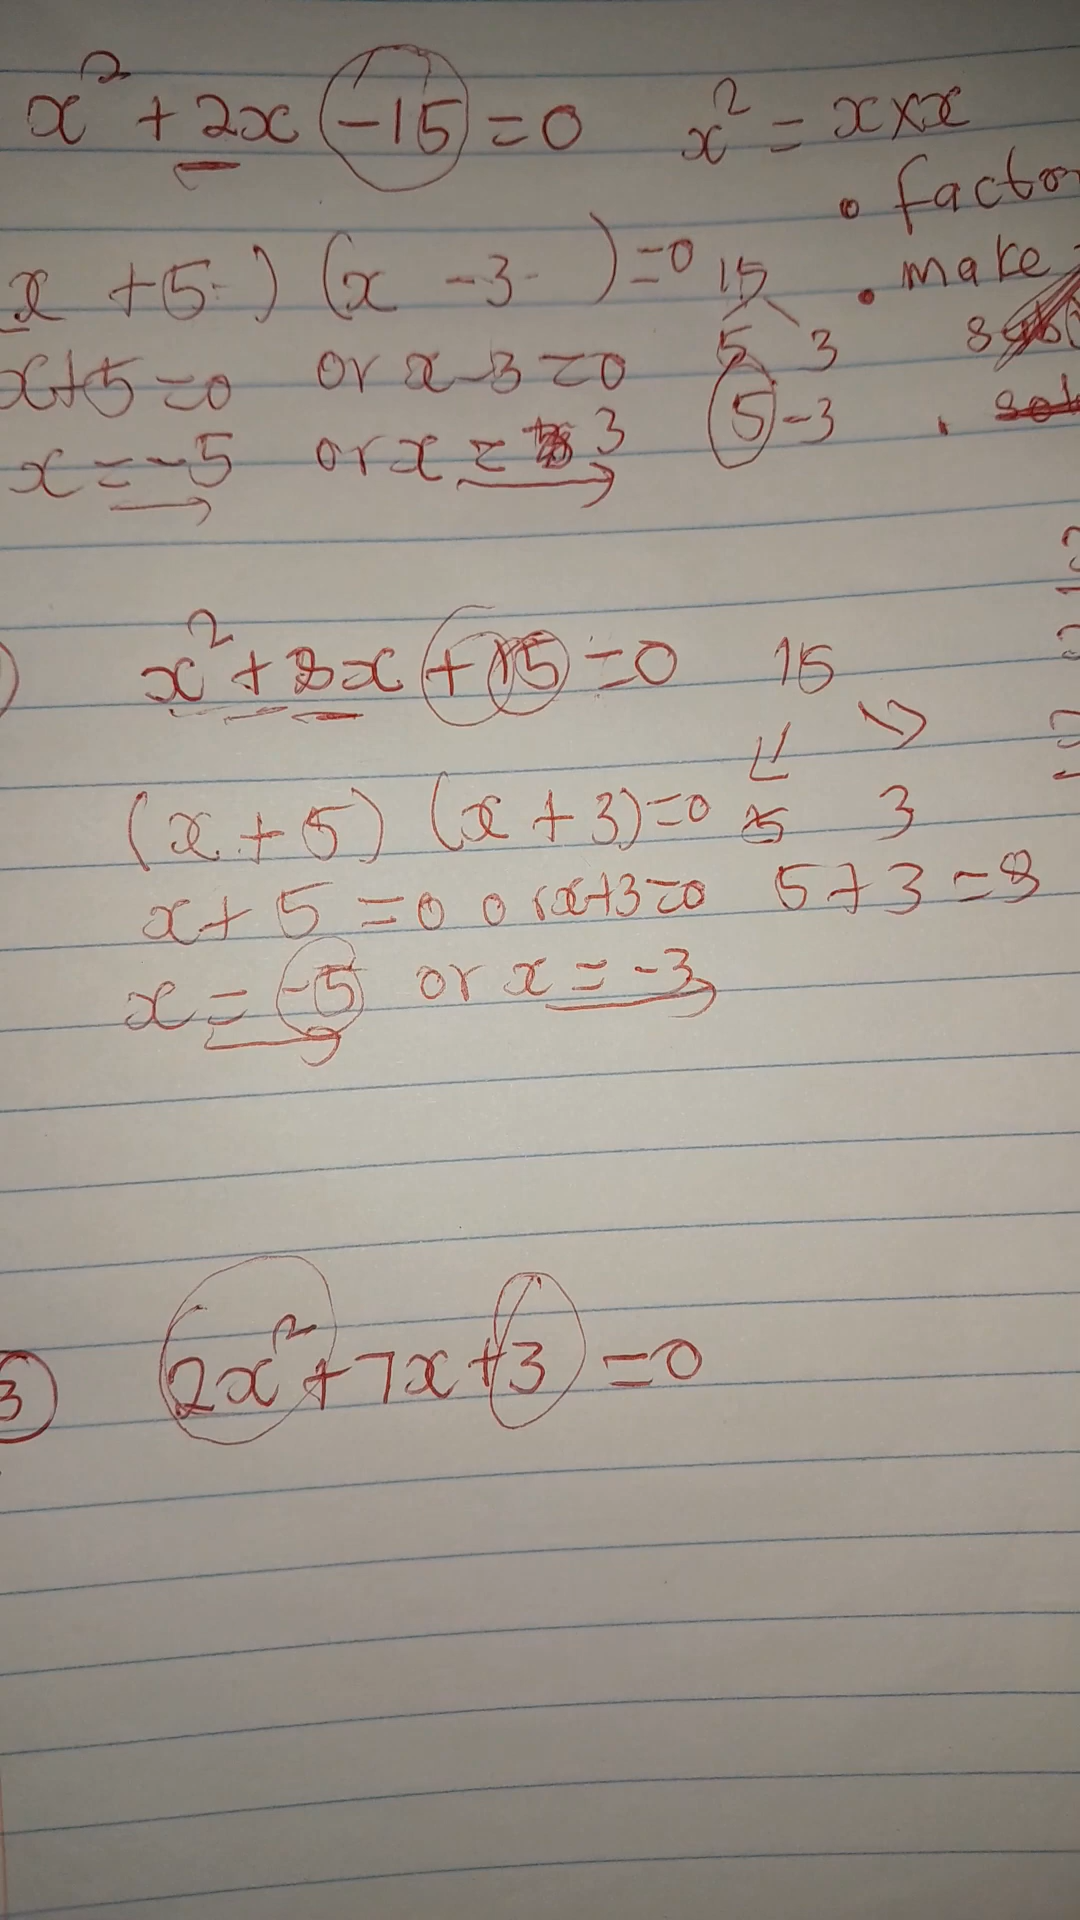 x² + 2x -15 = 0 x² = x×x
• factor
x +5 ) (x -3 ) =0 15 • make
5 3
x+5 =0 or x-3 =0
5 -3
x = -5 or x = 3
x² + 8x + 15 =0 15
(x + 5) (x + 3)=0 5 3
x + 5 =0 or x+3=0 5+3 =8
x = -5 or x = -3
3 2x² +7x +3 =0